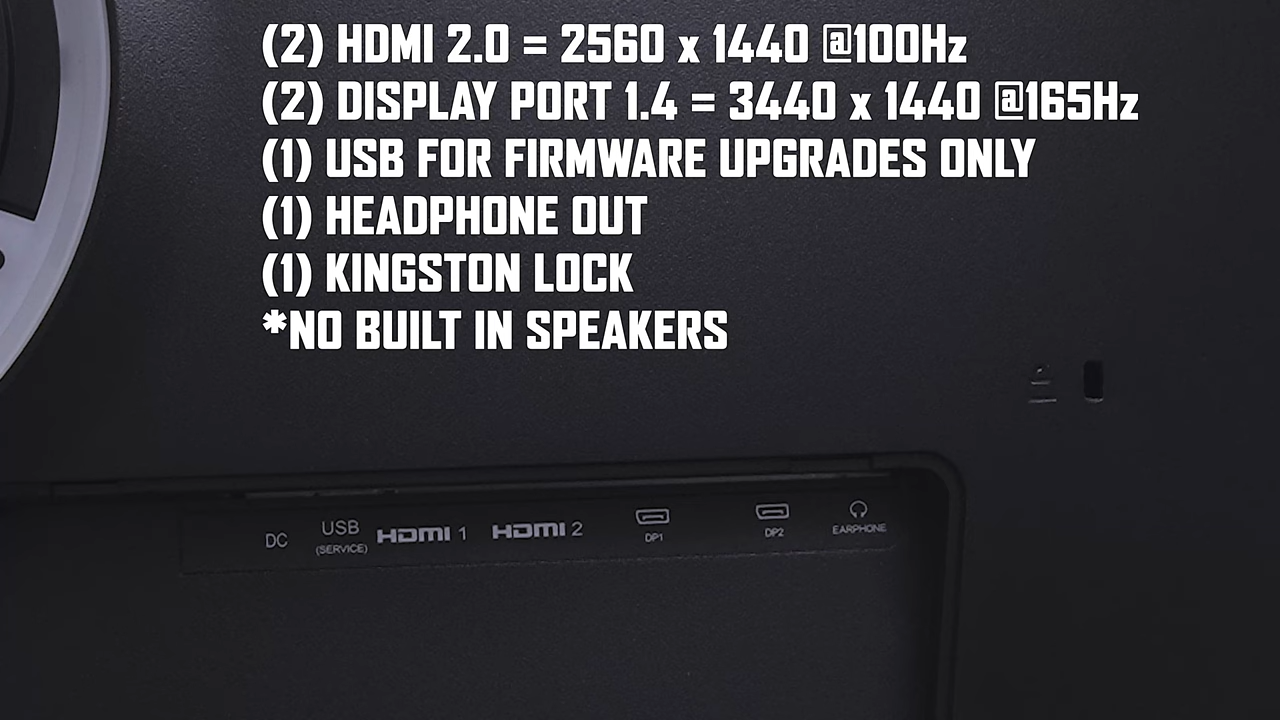 (2) HDMI 2.0 = 2560 x 1440 @100Hz
(2) DISPLAY PORT 1.4 = 3440 x 1440 @165Hz
(1) USB FOR FIRMWARE UPGRADES ONLY
(1) HEADPHONE OUT
(1) KINGSTON LOCK
*NO BUILT IN SPEAKERS
DC
USB
(SERVICE)
HDMI 1
HDMI 2
DP1
DP2
EARPHONE